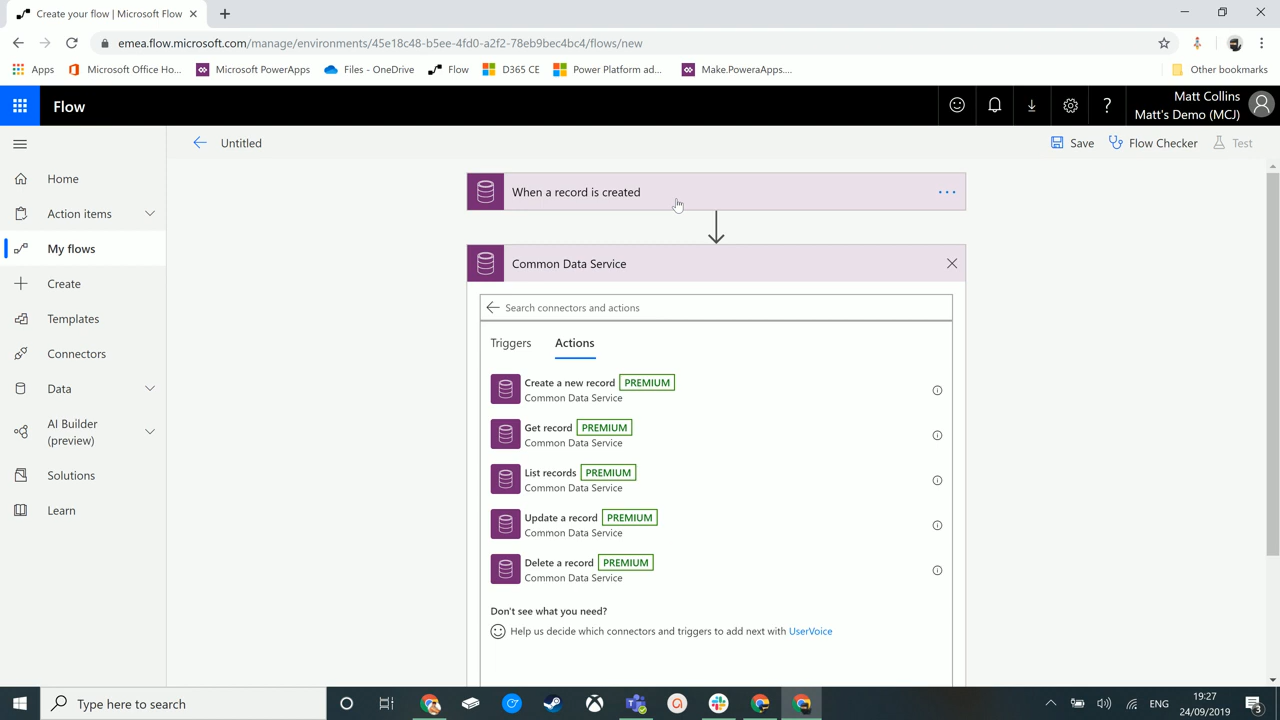 Create your flow | Microsoft Flow
emea.flow.microsoft.com/manage/environments/45e18c48-b5ee-4fd0-a2f2-78eb9bec4bc4/flows/new
Apps
Microsoft Office Ho...
Microsoft PowerApps
Files - OneDrive
Flow
D365 CE
Power Platform ad...
Make.PoweraApps....
Other bookmarks
Flow
Matt Collins
Matt's Demo (MCJ)
Untitled
Save
Flow Checker
Test
Home
Action items
My flows
Create
Templates
Connectors
Data
AI Builder
(preview)
Solutions
Learn
When a record is created
Common Data Service
Search connectors and actions
Triggers
Actions
Create a new record PREMIUM
Common Data Service
Get record PREMIUM
Common Data Service
List records PREMIUM
Common Data Service
Update a record PREMIUM
Common Data Service
Delete a record PREMIUM
Common Data Service
Don't see what you need?
Help us decide which connectors and triggers to add next with UserVoice
Type here to search
ENG
19:27
24/09/2019
3